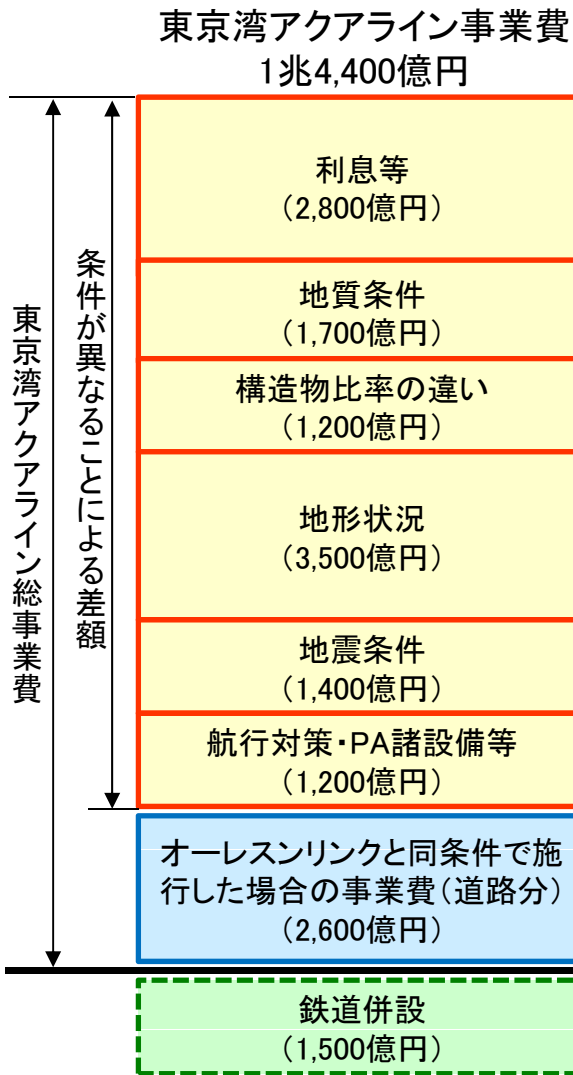 東京湾アクアライン事業費
1兆4,400億円
東京湾アクアライン総事業費
条件が異なることによる差額
利息等
（2,800億円）
地質条件
（1,700億円）
構造物比率の違い
（1,200億円）
地形状況
（3,500億円）
地震条件
（1,400億円）
航行対策・PA諸設備等
（1,200億円）
オーレスンリンクと同条件で施
行した場合の事業費（道路分）
（2,600億円）
鉄道併設
（1,500億円）